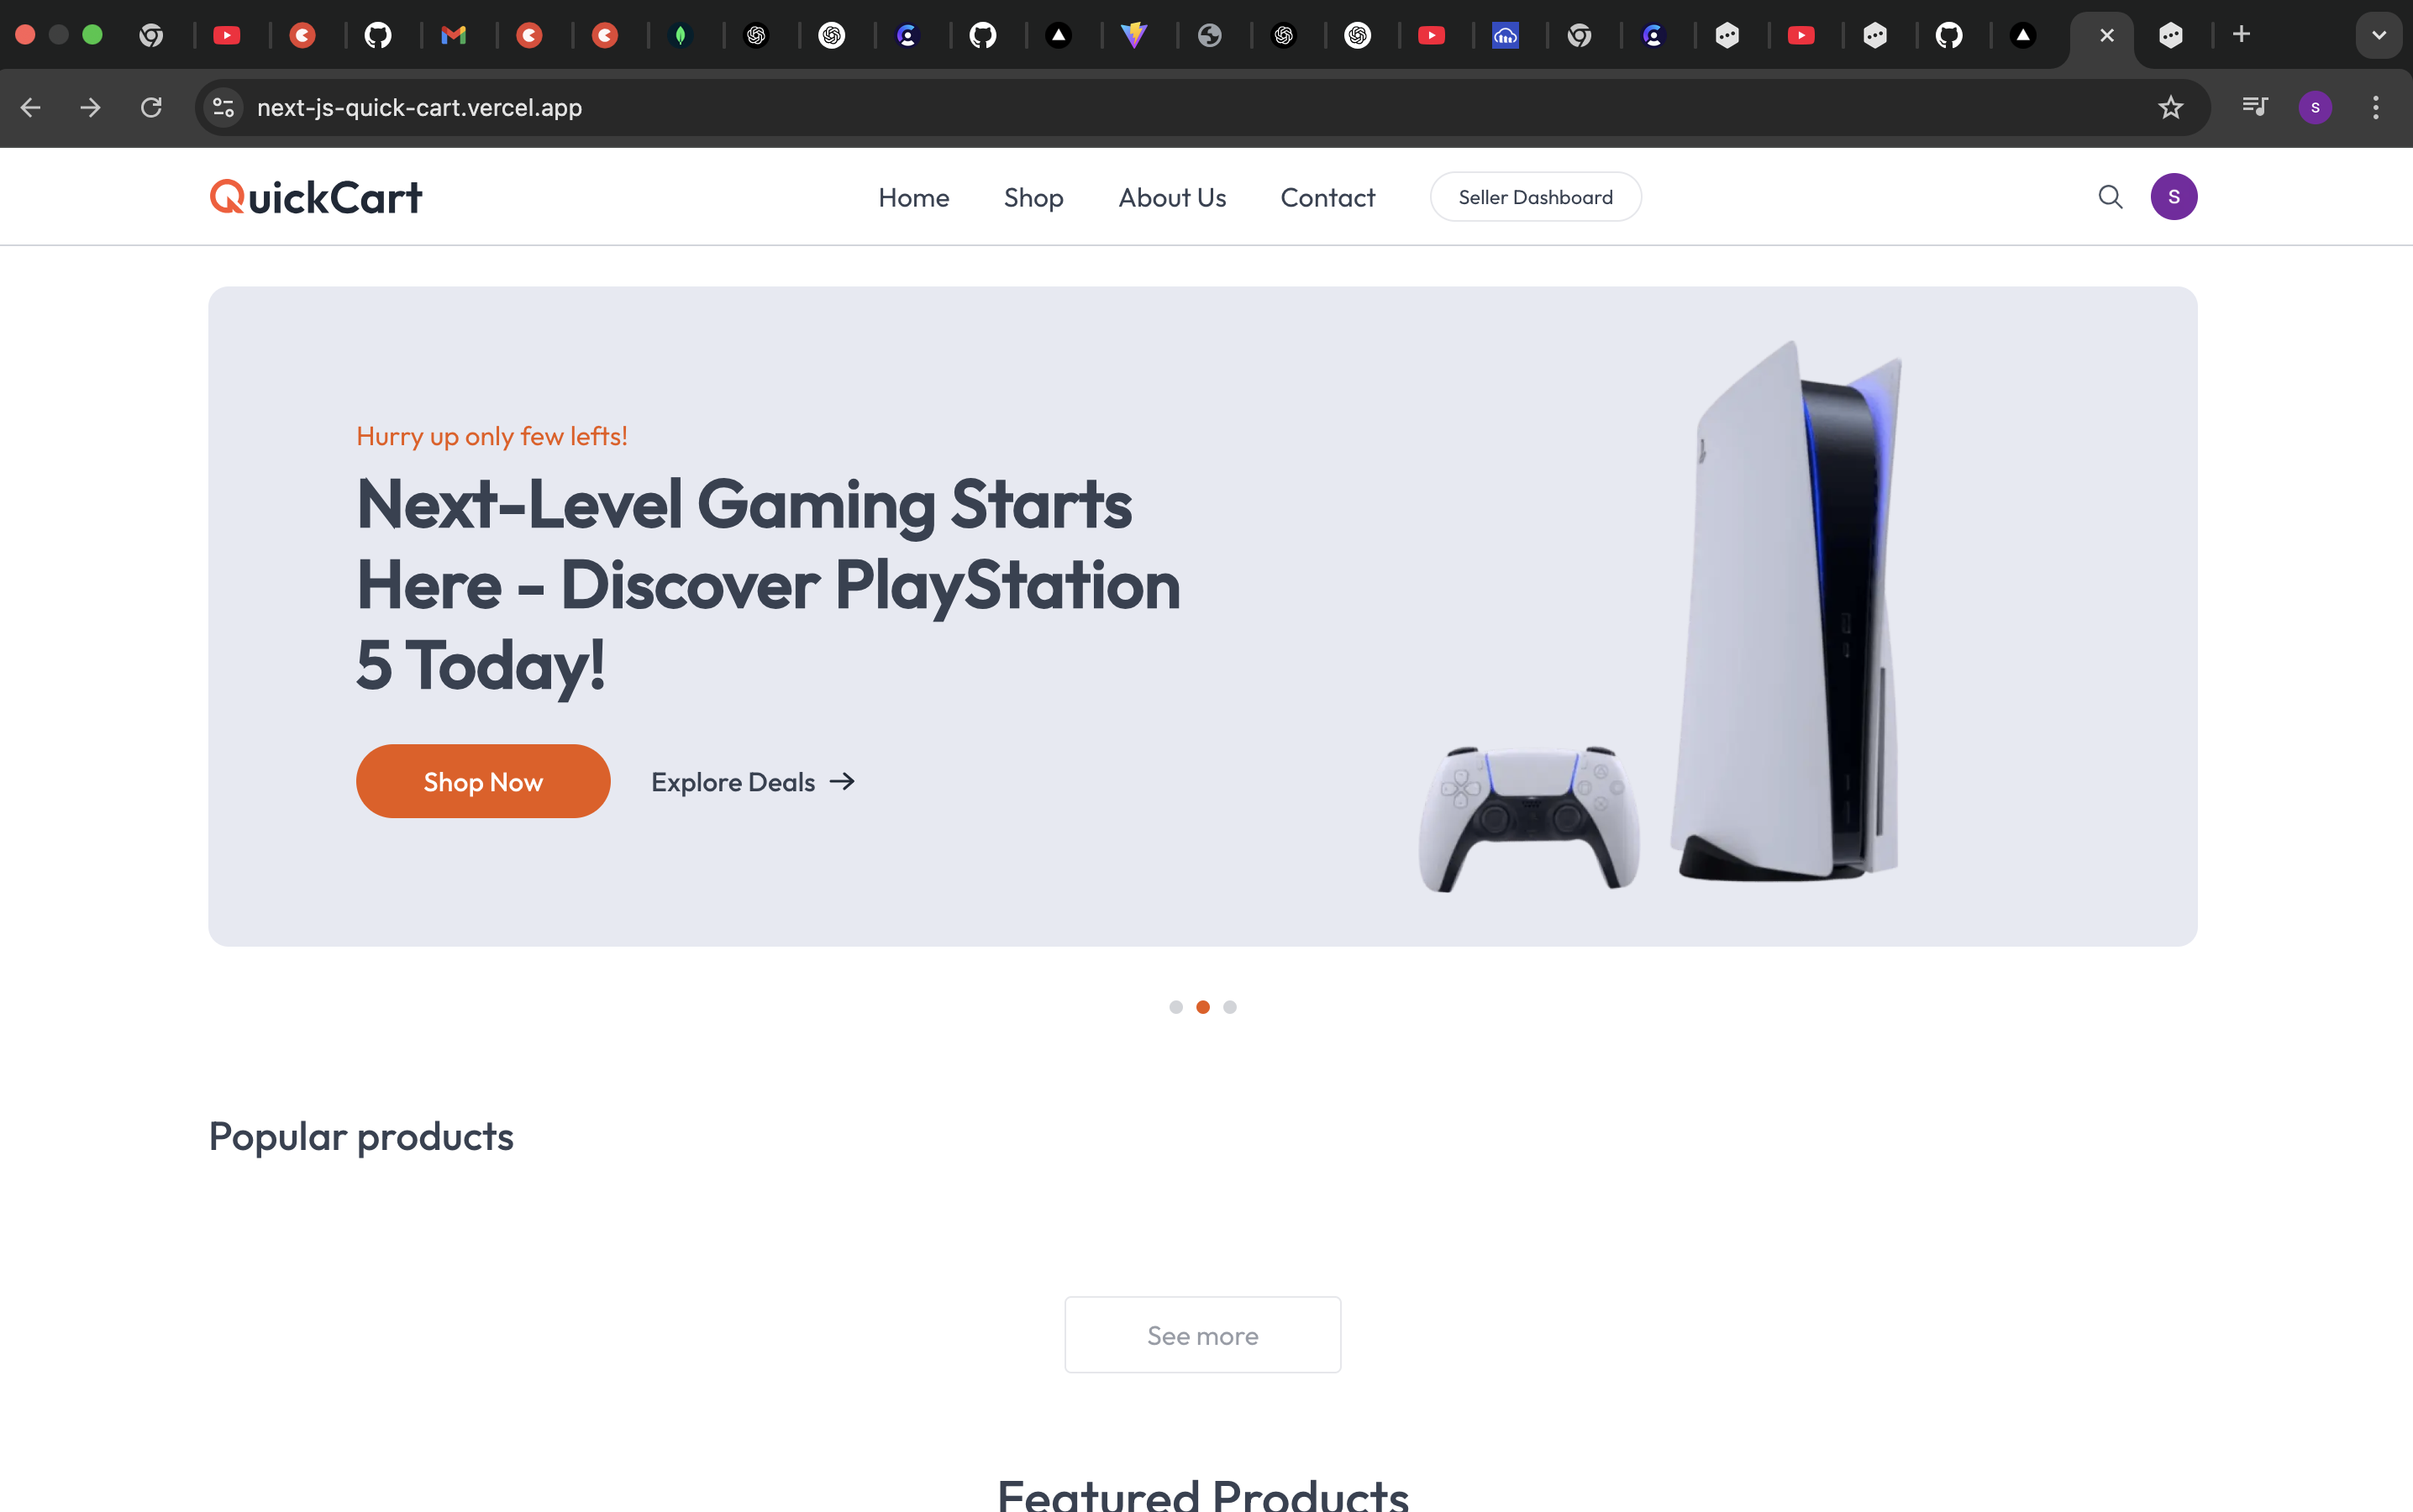 next-js-quick-cart.vercel.app
S
QuickCart
Home
Shop
About Us
Contact
Seller Dashboard
S
Hurry up only few lefts!
Next-Level Gaming Starts
Here - Discover PlayStation
5 Today!
Shop Now
Explore Deals
Popular products
See more
Featured Products